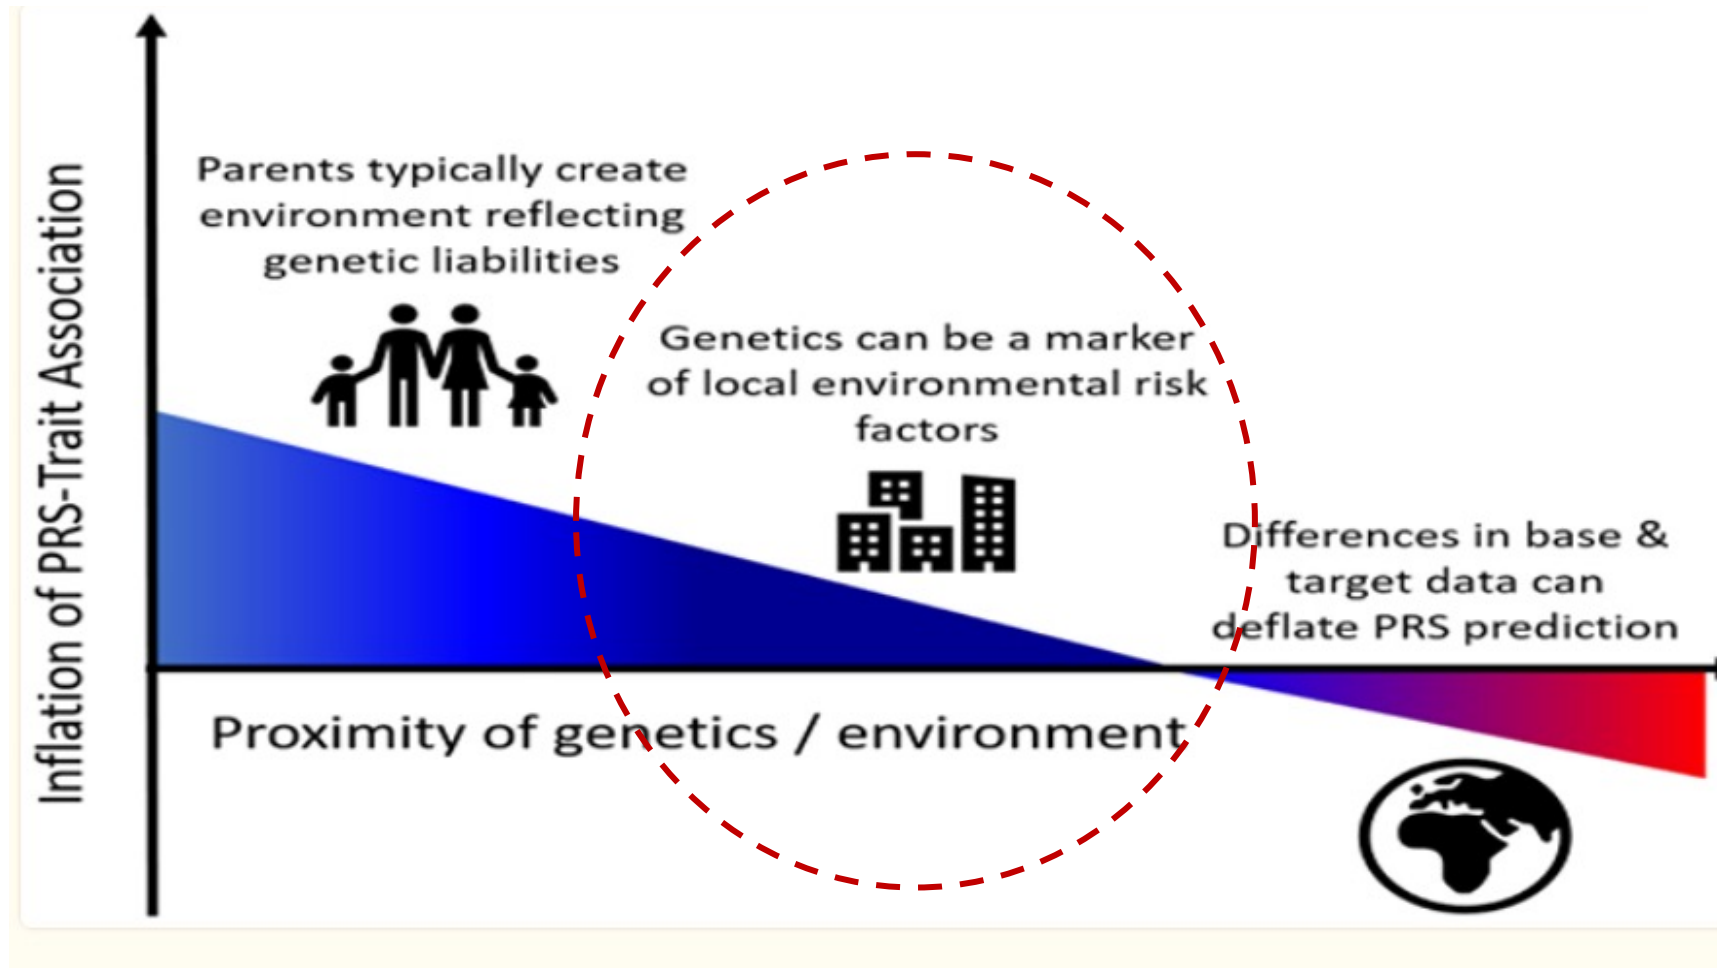 Inflation of PRS-Trait Association
Parents typically create
environment reflecting
genetic liabilities
Genetics can be a marker
of local environmental risk
factors
Differences in base &
target data can
deflate PRS prediction
Proximity of genetics / environment